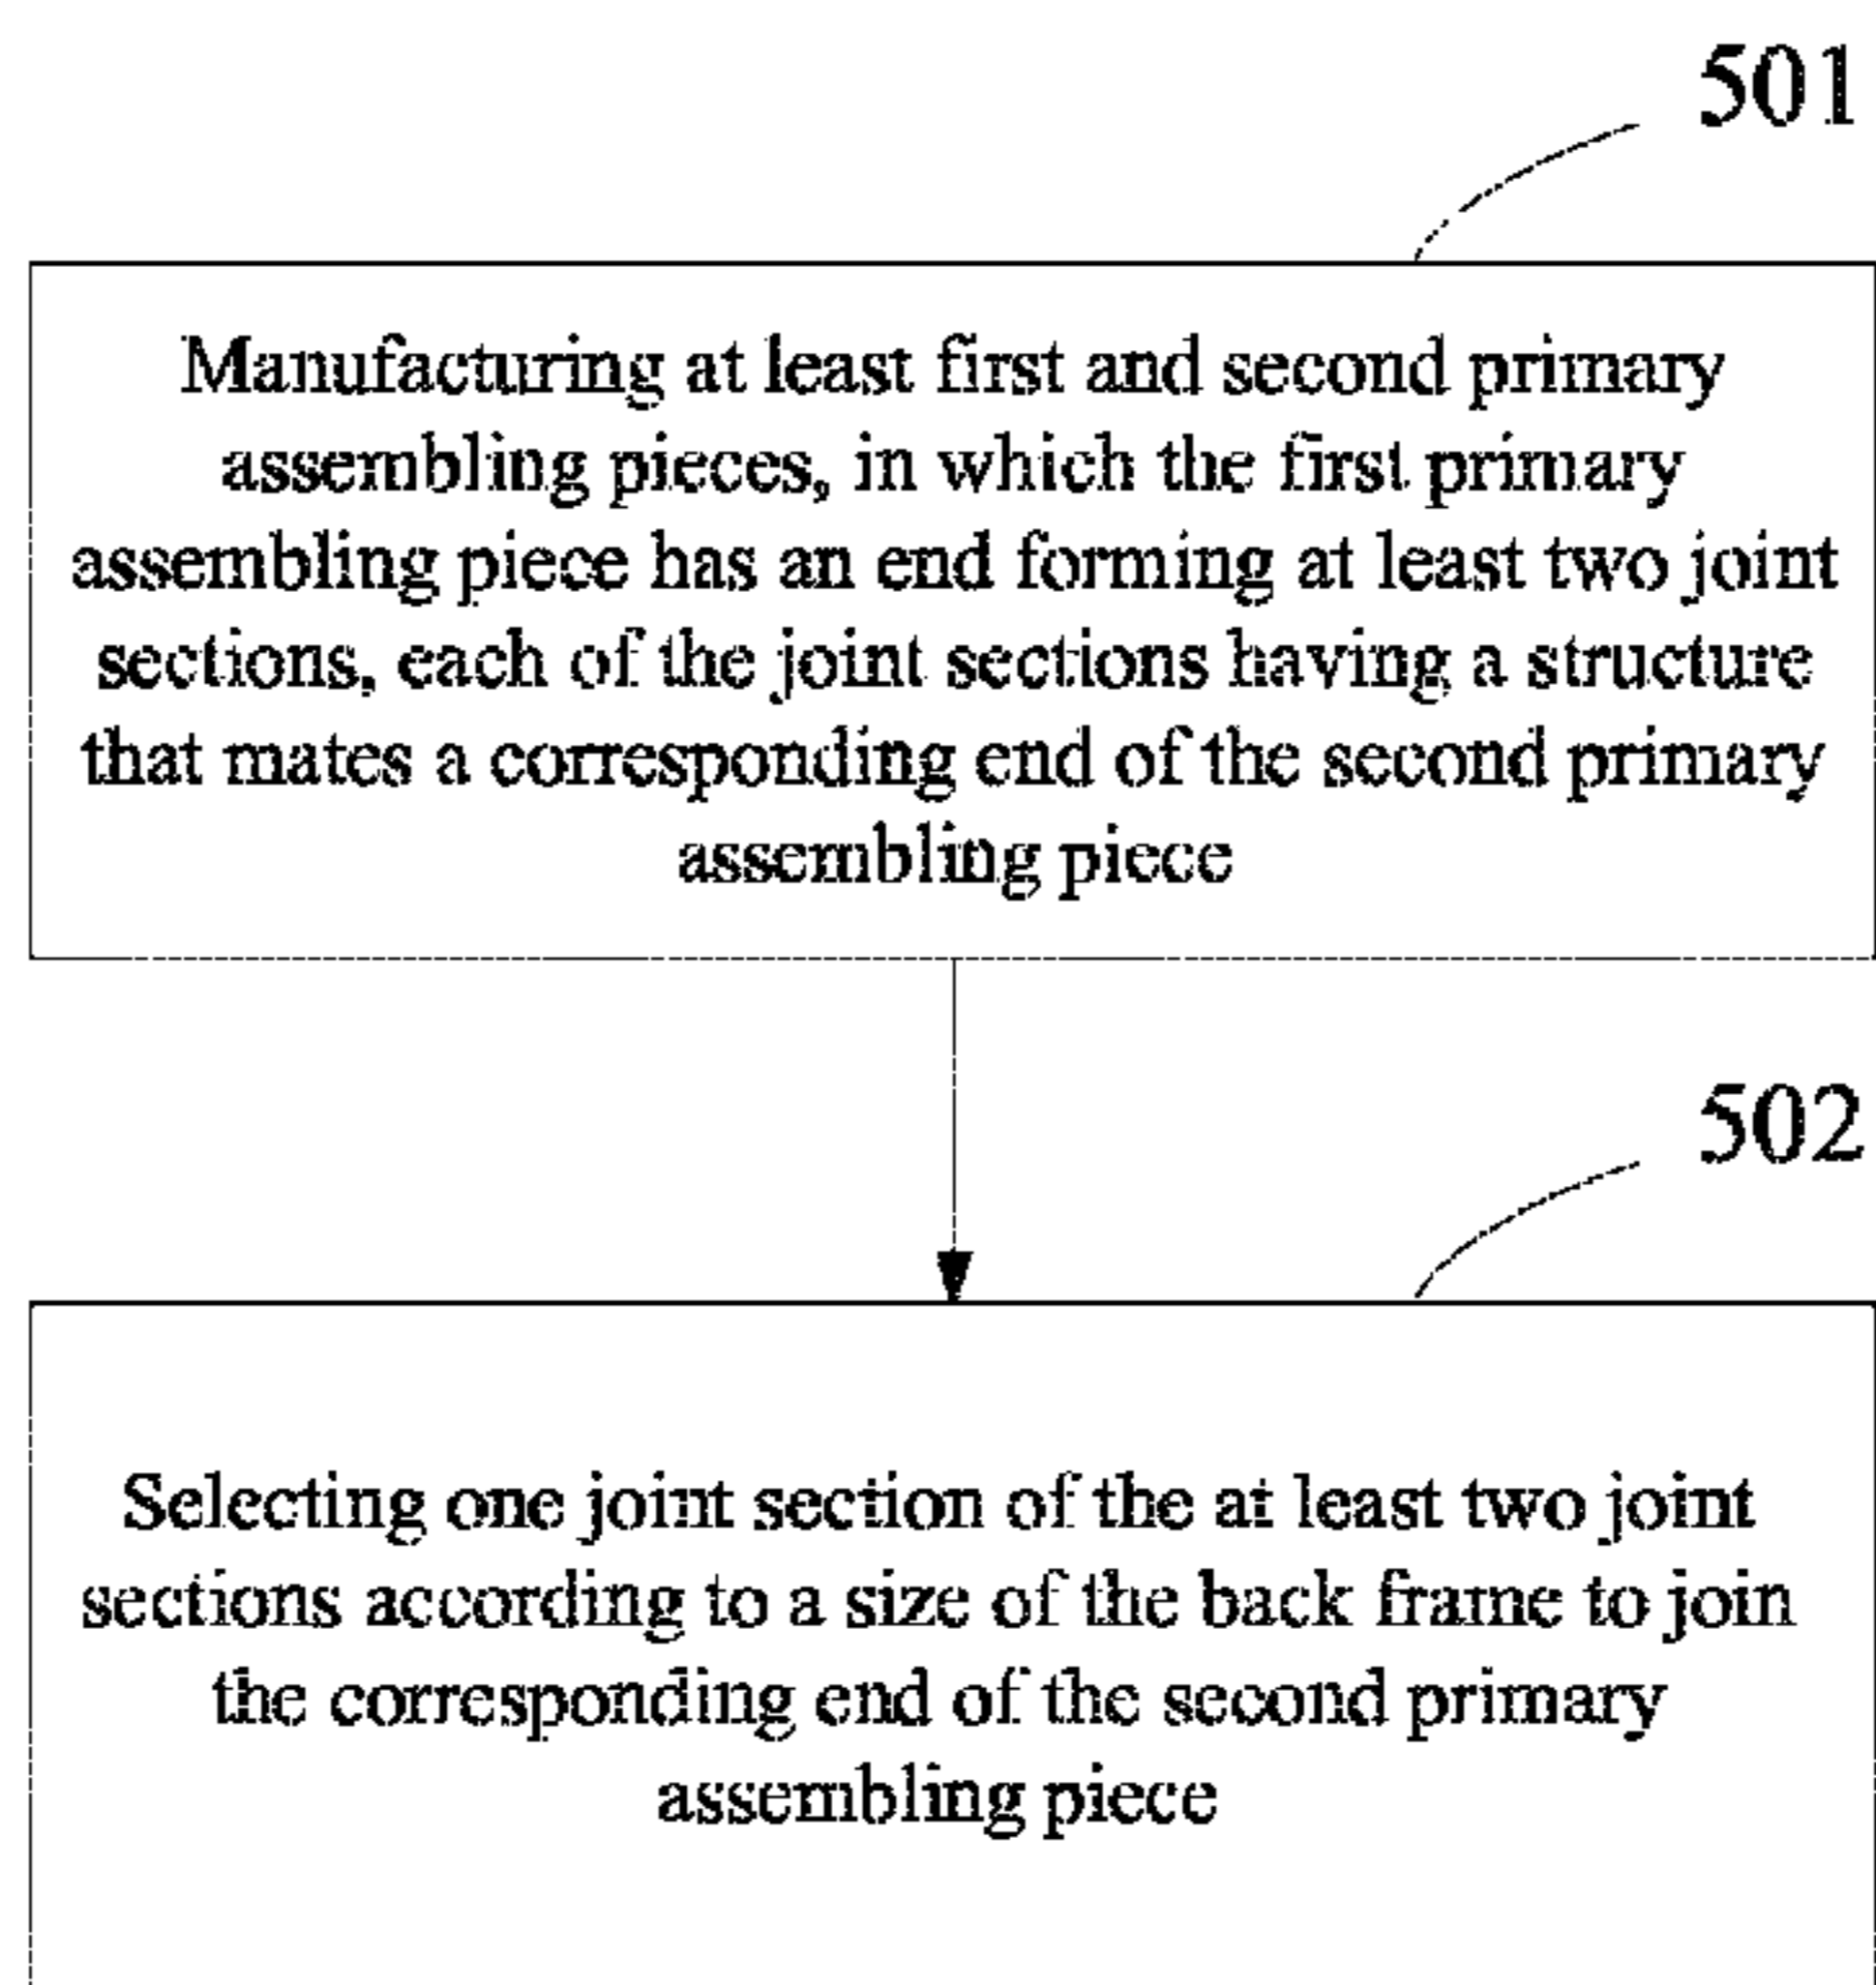 501
Manufacturing at least first and second primary
assembling pieces, in which the first primary
assembling piece has an end forming at least two joint
sections, each of the joint sections having a structure
that mates a corresponding end of the second primary
assembling piece
502
Selecting one joint section of the at least two joint
sections according to a size of the back frame to join
the corresponding end of the second primary
assembling piece